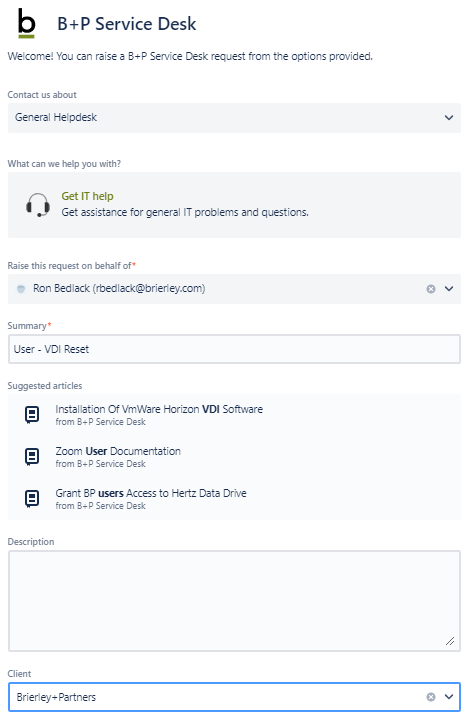 b B+P Service Desk
Welcome! You can raise a B+P Service Desk request from the options provided.
Contact us about
General Helpdesk
What can we help you with?
Get IT help
Get assistance for general IT problems and questions.
Raise this request on behalf of*
Ron Bedlack (rbedlack@brierley.com)
Summary*
User - VDI Reset
Suggested articles
Installation Of VmWare Horizon VDI Software
from B+P Service Desk
Zoom User Documentation
from B+P Service Desk
Grant BP users Access to Hertz Data Drive
from B+P Service Desk
Description
Client
Brierley+Partners